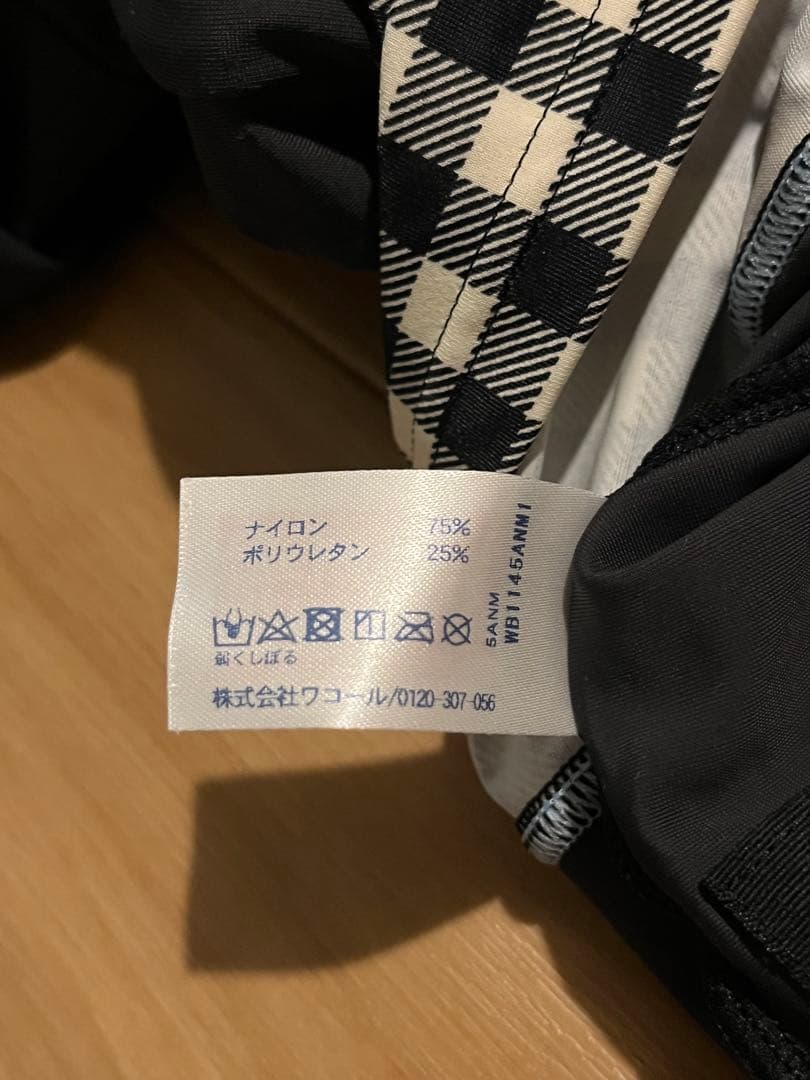 ナイロン 75%
ポリウレタン 25%
弱くしぼる
株式会社ワコール/0120-307-056
5ANM
WB1145ANM1